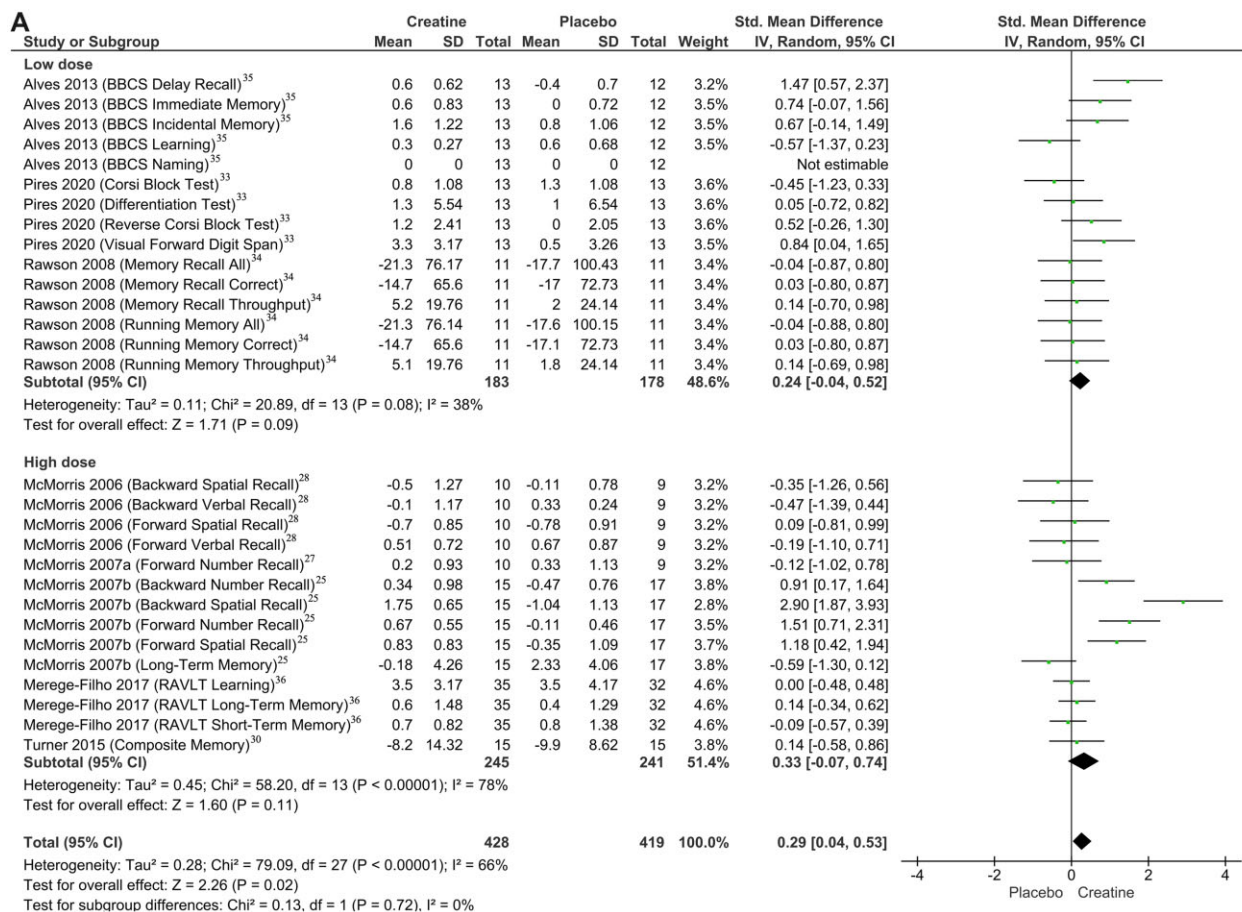 A
Creatine Placebo Std. Mean Difference Std. Mean Difference
Study or Subgroup Mean SD Total Mean SD Total Weight IV, Random, 95% CI IV, Random, 95% CI
Low dose
Alves 2013 (BBCS Delay Recall)³⁵ 0.6 0.62 13 -0.4 0.7 12 3.2% 1.47 [0.57, 2.37]
Alves 2013 (BBCS Immediate Memory)³⁵ 0.6 0.83 13 0 0.72 12 3.5% 0.74 [-0.07, 1.56]
Alves 2013 (BBCS Incidental Memory)³⁵ 1.6 1.22 13 0.8 1.06 12 3.5% 0.67 [-0.14, 1.49]
Alves 2013 (BBCS Learning)³⁵ 0.3 0.27 13 0.6 0.68 12 3.5% -0.57 [-1.37, 0.23]
Alves 2013 (BBCS Naming)³⁵ 0 0 13 0 0 12 Not estimable
Pires 2020 (Corsi Block Test)³³ 0.8 1.08 13 1.3 1.08 13 3.6% -0.45 [-1.23, 0.33]
Pires 2020 (Differentiation Test)³³ 1.3 5.54 13 1 6.54 13 3.6% 0.05 [-0.72, 0.82]
Pires 2020 (Reverse Corsi Block Test)³³ 1.2 2.41 13 0 2.05 13 3.6% 0.52 [-0.26, 1.30]
Pires 2020 (Visual Forward Digit Span)³³ 3.3 3.17 13 0.5 3.26 13 3.5% 0.84 [0.04, 1.65]
Rawson 2008 (Memory Recall All)³⁴ -21.3 76.17 11 -17.7 100.43 11 3.4% -0.04 [-0.87, 0.80]
Rawson 2008 (Memory Recall Correct)³⁴ -14.7 65.6 11 -17 72.73 11 3.4% 0.03 [-0.80, 0.87]
Rawson 2008 (Memory Recall Throughput)³⁴ 5.2 19.76 11 2 24.14 11 3.4% 0.14 [-0.70, 0.98]
Rawson 2008 (Running Memory All)³⁴ -21.3 76.14 11 -17.6 100.15 11 3.4% -0.04 [-0.88, 0.80]
Rawson 2008 (Running Memory Correct)³⁴ -14.7 65.6 11 -17.1 72.73 11 3.4% 0.03 [-0.80, 0.87]
Rawson 2008 (Running Memory Throughput)³⁴ 5.1 19.76 11 1.8 24.14 11 3.4% 0.14 [-0.69, 0.98]
Subtotal (95% CI) 183 178 48.6% 0.24 [-0.04, 0.52]
Heterogeneity: Tau² = 0.11; Chi² = 20.89, df = 13 (P = 0.08); I² = 38%
Test for overall effect: Z = 1.71 (P = 0.09)
High dose
McMorris 2006 (Backward Spatial Recall)²⁸ -0.5 1.27 10 -0.11 0.78 9 3.2% -0.35 [-1.26, 0.56]
McMorris 2006 (Backward Verbal Recall)²⁸ -0.1 1.17 10 0.33 0.24 9 3.2% -0.47 [-1.39, 0.44]
McMorris 2006 (Forward Spatial Recall)²⁸ -0.7 0.85 10 -0.78 0.91 9 3.2% 0.09 [-0.81, 0.99]
McMorris 2006 (Forward Verbal Recall)²⁸ 0.51 0.72 10 0.67 0.87 9 3.2% -0.19 [-1.10, 0.71]
McMorris 2007a (Forward Number Recall)²⁷ 0.2 0.93 10 0.33 1.13 9 3.2% -0.12 [-1.02, 0.78]
McMorris 2007b (Backward Number Recall)²⁵ 0.34 0.98 15 -0.47 0.76 17 3.8% 0.91 [0.17, 1.64]
McMorris 2007b (Backward Spatial Recall)²⁵ 1.75 0.65 15 -1.04 1.13 17 2.8% 2.90 [1.87, 3.93]
McMorris 2007b (Forward Number Recall)²⁵ 0.67 0.55 15 -0.11 0.46 17 3.5% 1.51 [0.71, 2.31]
McMorris 2007b (Forward Spatial Recall)²⁵ 0.83 0.83 15 -0.35 1.09 17 3.7% 1.18 [0.42, 1.94]
McMorris 2007b (Long-Term Memory)²⁵ -0.18 4.26 15 2.33 4.06 17 3.8% -0.59 [-1.30, 0.12]
Merege-Filho 2017 (RAVLT Learning)³⁶ 3.5 3.17 35 3.5 4.17 32 4.6% 0.00 [-0.48, 0.48]
Merege-Filho 2017 (RAVLT Long-Term Memory)³⁶ 0.6 1.48 35 0.4 1.29 32 4.6% 0.14 [-0.34, 0.62]
Merege-Filho 2017 (RAVLT Short-Term Memory)³⁶ 0.7 0.82 35 0.8 1.38 32 4.6% -0.09 [-0.57, 0.39]
Turner 2015 (Composite Memory)³⁰ -8.2 14.32 15 -9.9 8.62 15 3.8% 0.14 [-0.58, 0.86]
Subtotal (95% CI) 245 241 51.4% 0.33 [-0.07, 0.74]
Heterogeneity: Tau² = 0.45; Chi² = 58.20, df = 13 (P < 0.00001); I² = 78%
Test for overall effect: Z = 1.60 (P = 0.11)
Total (95% CI) 428 419 100.0% 0.29 [0.04, 0.53]
Heterogeneity: Tau² = 0.28; Chi² = 79.09, df = 27 (P < 0.00001); I² = 66%
Test for overall effect: Z = 2.26 (P = 0.02)
Test for subgroup differences: Chi² = 0.13, df = 1 (P = 0.72), I² = 0%
-4 -2 0 2 4
Placebo Creatine